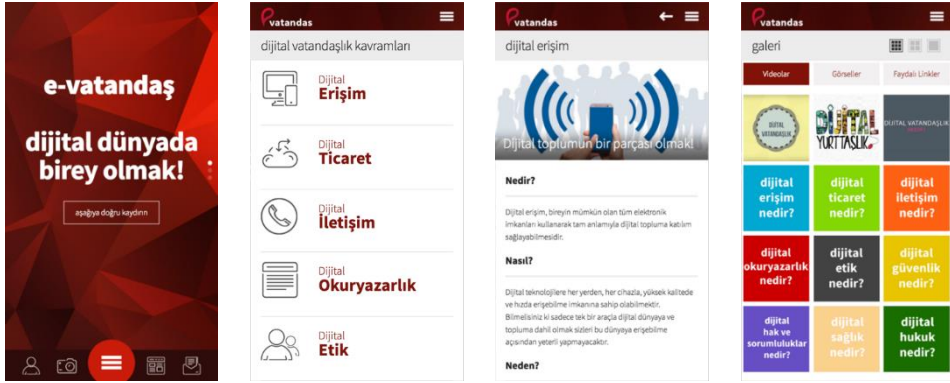 e-vatandaş
dijital dünyada
birey olmak!
aşağıya doğru kaydırın
vatandas
dijital vatandaşlık kavramları
Dijital
Erişim
Dijital
Ticaret
Dijital
İletişim
Dijital
Okuryazarlık
Dijital
Etik
vatandas
dijital erişim
Dijital toplumun bir parçası olmak!
Nedir?
Dijital erişim, bireyin mümkün olan tüm elektronik
imkanları kullanarak tam anlamıyla dijital topluma katılım
sağlayabilmesidir.
Nasıl?
Dijital teknolojilere her yerden, her cihazla, yüksek kalitede
ve hızda erişebilme imkanına sahip olabilmektir.
Bilmelisiniz ki sadece tek bir araçla dijital dünyaya ve
topluma dahil olmak sizleri bu dünyaya erişebilme
açısından yeterli yapmayacaktır.
Neden?
vatandas
galeri
Videolar
Görseller
Faydalı Linkler
DİJİTAL
VATANDAŞLIK
DİJİTAL
YURTTAŞLIK
DIJITAL VATANDAŞLIK
dijital
erişim
nedir?
dijital
ticaret
nedir?
dijital
iletişim
nedir?
dijital
okuryazarlık
nedir?
dijital
etik
nedir?
dijital
güvenlik
nedir?
dijital
hak ve
sorumluluklar
nedir?
dijital
sağlık
nedir?
dijital
hukuk
nedir?